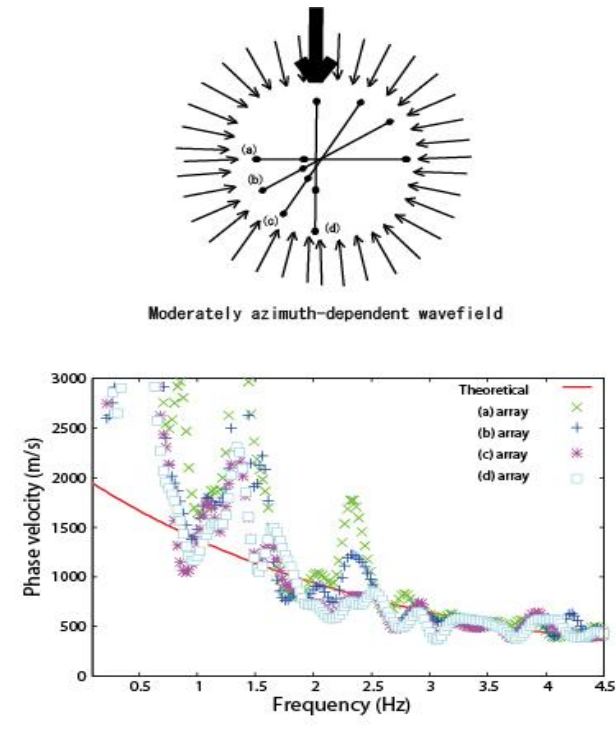 (a)
(b)
(c)
(d)
Moderately azimuth-dependent wavefield
3000
2500
2000
1500
1000
500
0
Phase velocity (m/s)
Theoretical
(a) array
(b) array
(c) array
(d) array
0.5 1 1.5 2 2.5 3 3.5 4 4.5
Frequency (Hz)